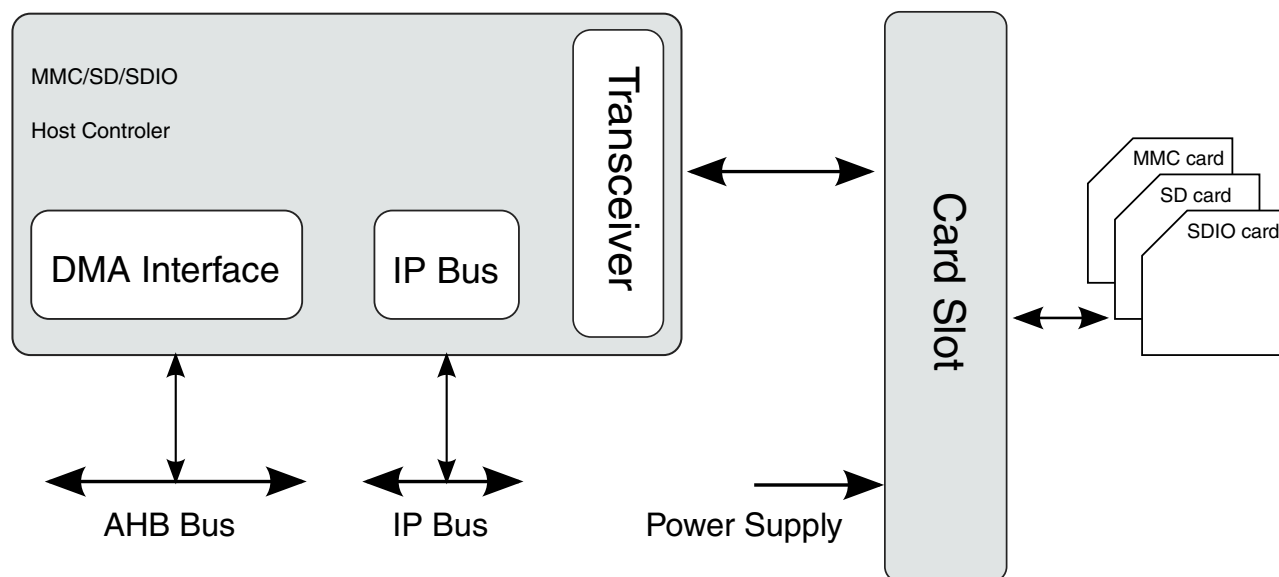 MMC/SD/SDIO
Host Controler
Transceiver
DMA Interface
IP Bus
Card Slot
MMC card
SD card
SDIO card
AHB Bus
IP Bus
Power Supply